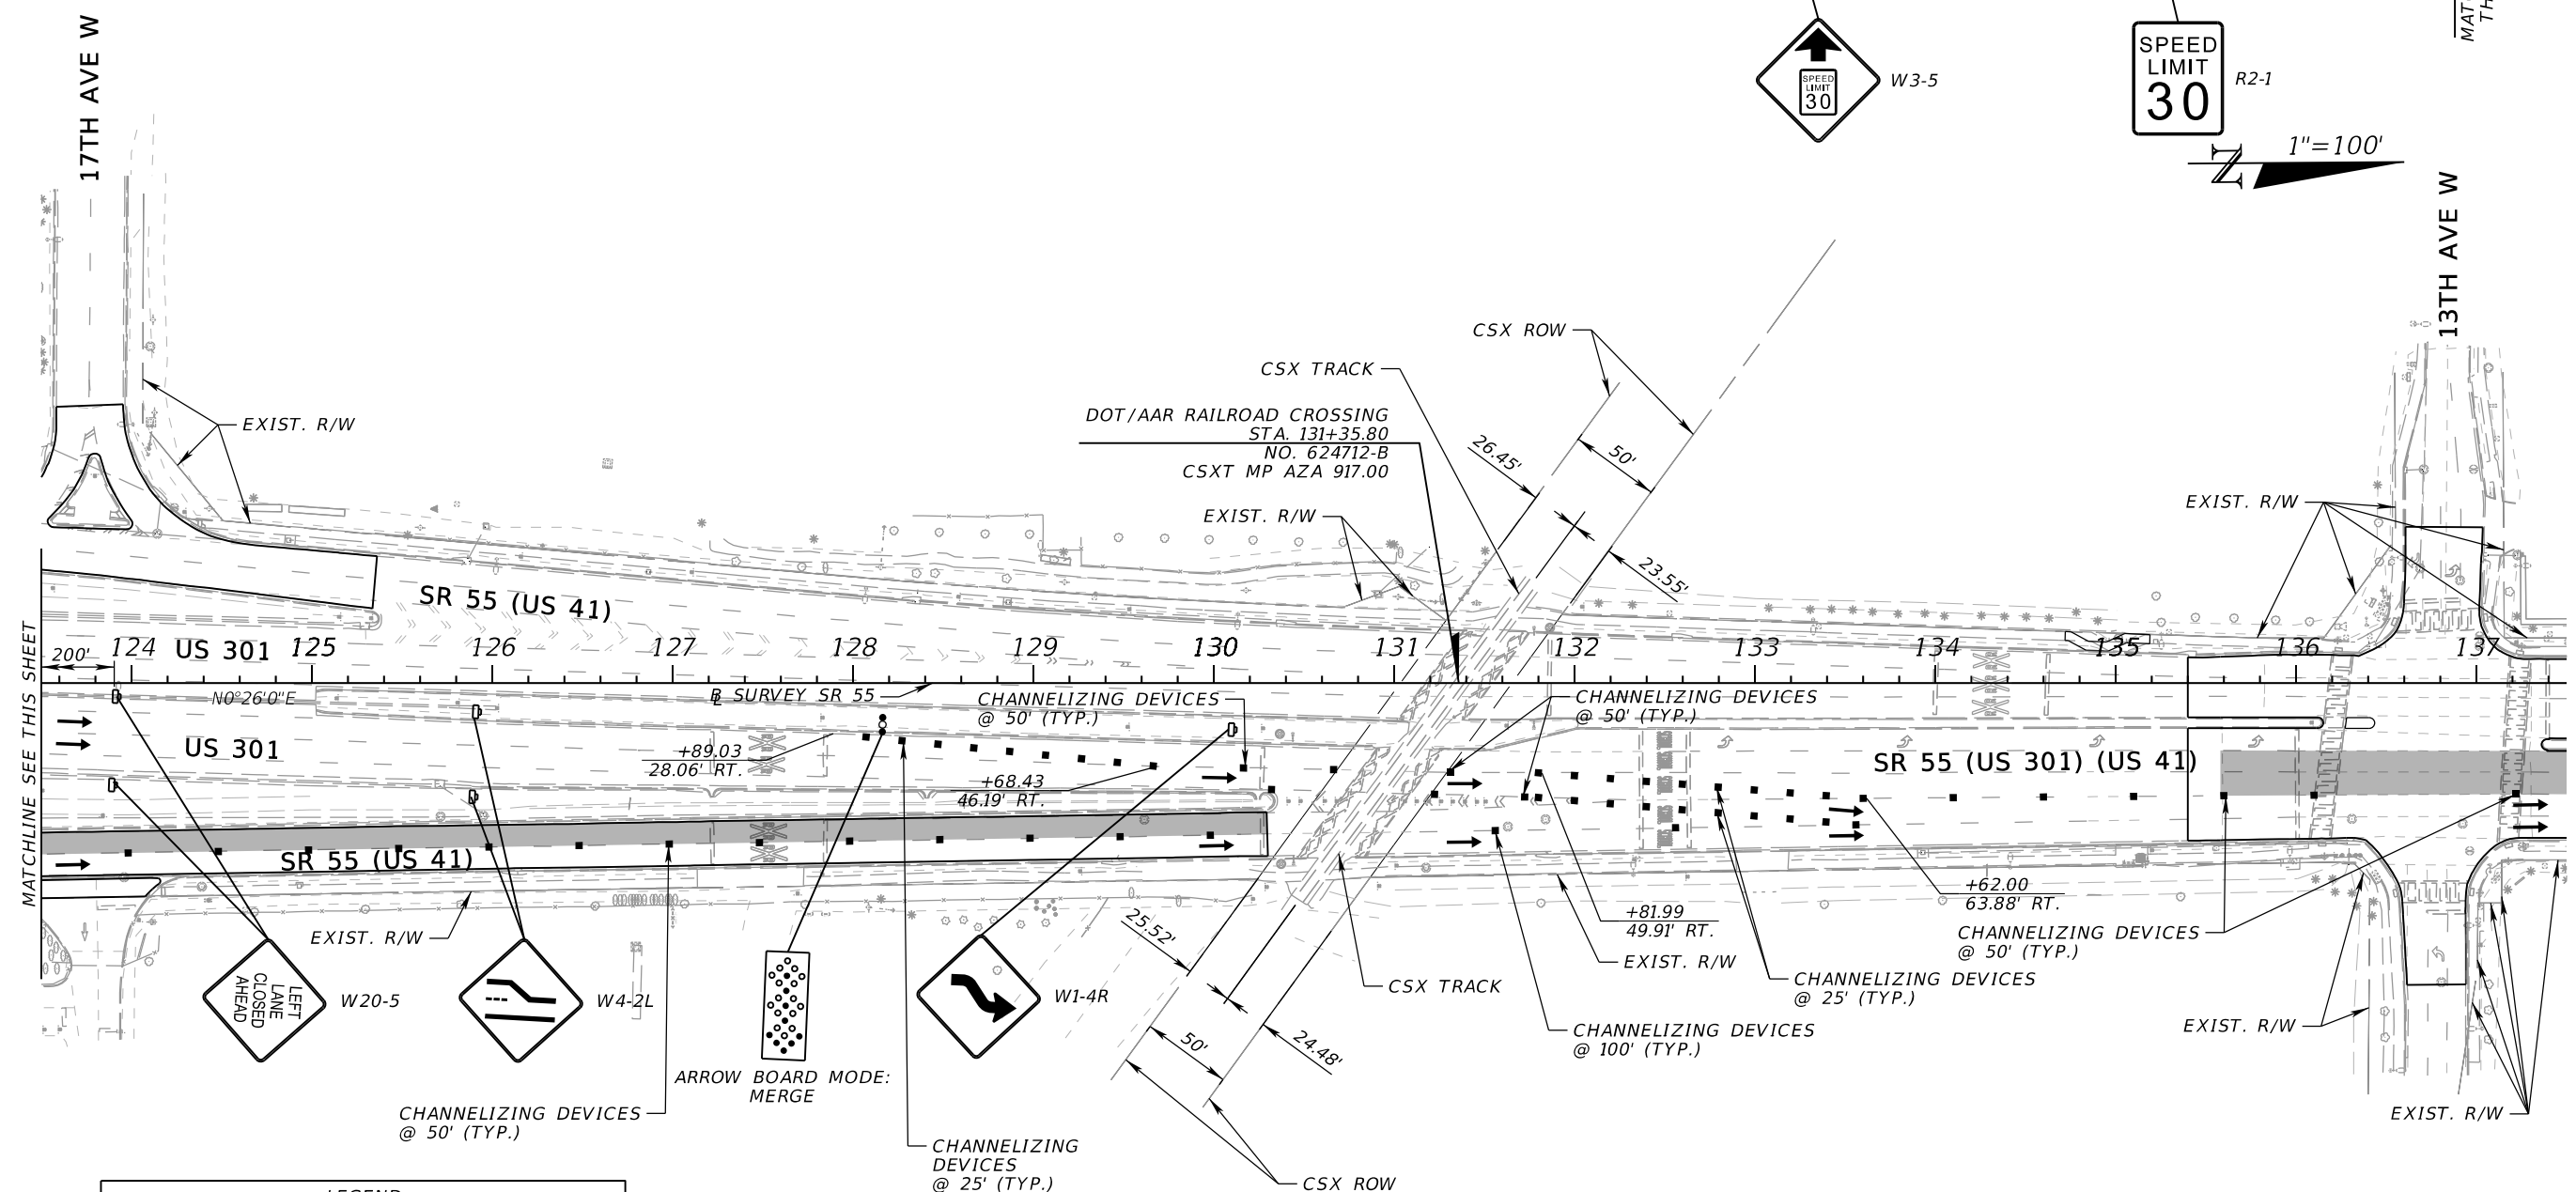 17TH AVE W
SPEED
LIMIT
30
W3-5
SPEED
LIMIT
30
R2-1
N
1"=100'
13TH AVE W
CSX ROW
CSX TRACK
DOT/AAR RAILROAD CROSSING
STA. 131+35.80
NO. 624712-B
CSXT MP AZA 917.00
EXIST. R/W
EXIST. R/W
EXIST. R/W
26.45'
50'
23.55'
SR 55 (US 41)
MATCHLINE SEE THIS SHEET
200'
124
US 301
125
126
127
128
129
130
131
132
133
134
135
136
137
N0°26'0"E
SURVEY SR 55
CHANNELIZING DEVICES
@ 50' (TYP.)
CHANNELIZING DEVICES
@ 50' (TYP.)
US 301
+89.03
28.06' RT.
+68.43
46.19' RT.
SR 55 (US 301) (US 41)
SR 55 (US 41)
+62.00
63.88' RT.
+81.99
49.91' RT.
EXIST. R/W
LEFT
LANE
CLOSED
AHEAD
W20-5
W4-2L
W1-4R
25.52'
50'
24.48'
CSX TRACK
EXIST. R/W
CHANNELIZING DEVICES
@ 50' (TYP.)
CHANNELIZING DEVICES
@ 25' (TYP.)
CHANNELIZING DEVICES
@ 100' (TYP.)
EXIST. R/W
ARROW BOARD MODE:
MERGE
CHANNELIZING DEVICES
@ 50' (TYP.)
CHANNELIZING
DEVICES
@ 25' (TYP.)
EXIST. R/W
CSX ROW
LEGEND